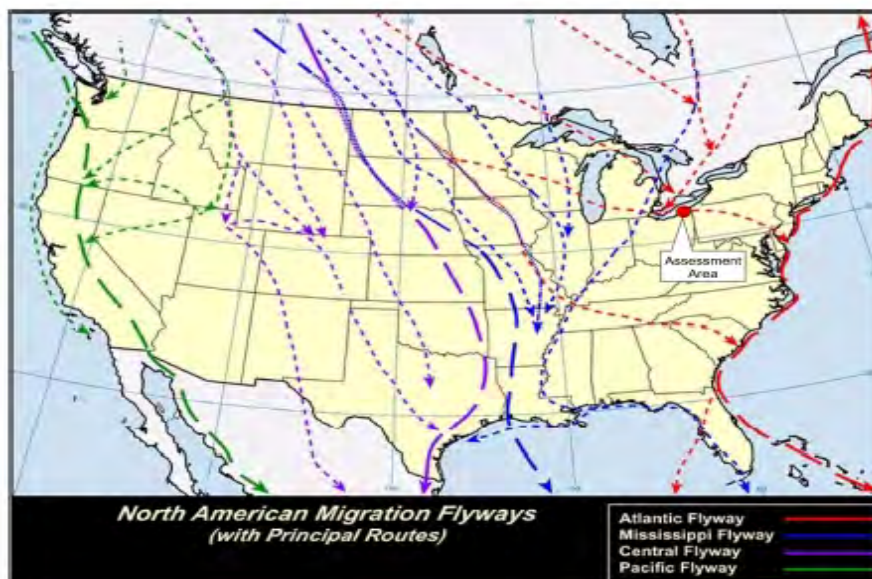 Assessment
Area
North American Migration Flyways
(with Principal Routes)
Atlantic Flyway
Mississippi Flyway
Central Flyway
Pacific Flyway